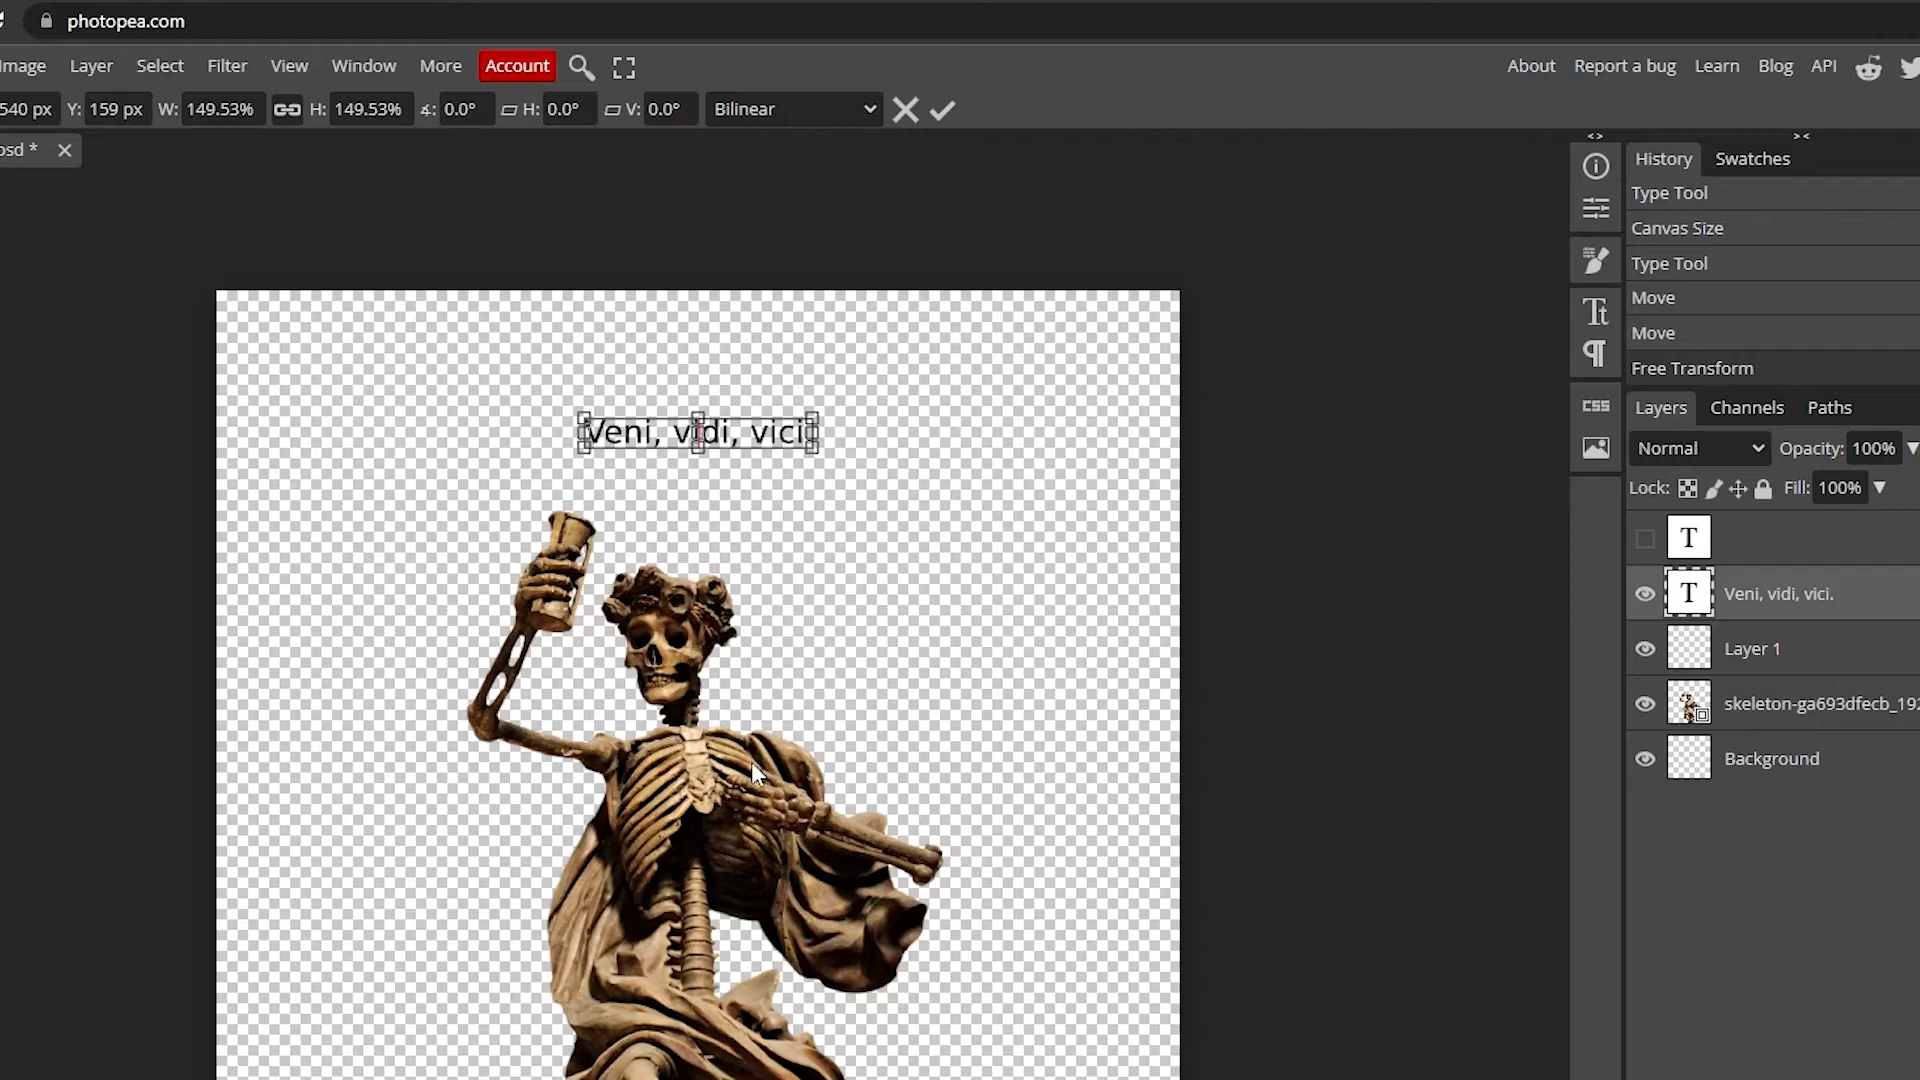 photopea.com
Image Layer Select Filter View Window More Account
About Report a bug Learn Blog API
540 px Y: 159 px W: 149.53% H: 149.53% 0.0° H: 0.0° V: 0.0° Bilinear
psd *
< > > <
History Swatches
Type Tool
Canvas Size
Type Tool
Move
Move
Free Transform
CSS
Layers Channels Paths
Normal Opacity: 100%
Lock: Fill: 100%
T
T Veni, vidi, vici.
Layer 1
skeleton-ga693dfecb_192
Background
Veni, vidi, vici.